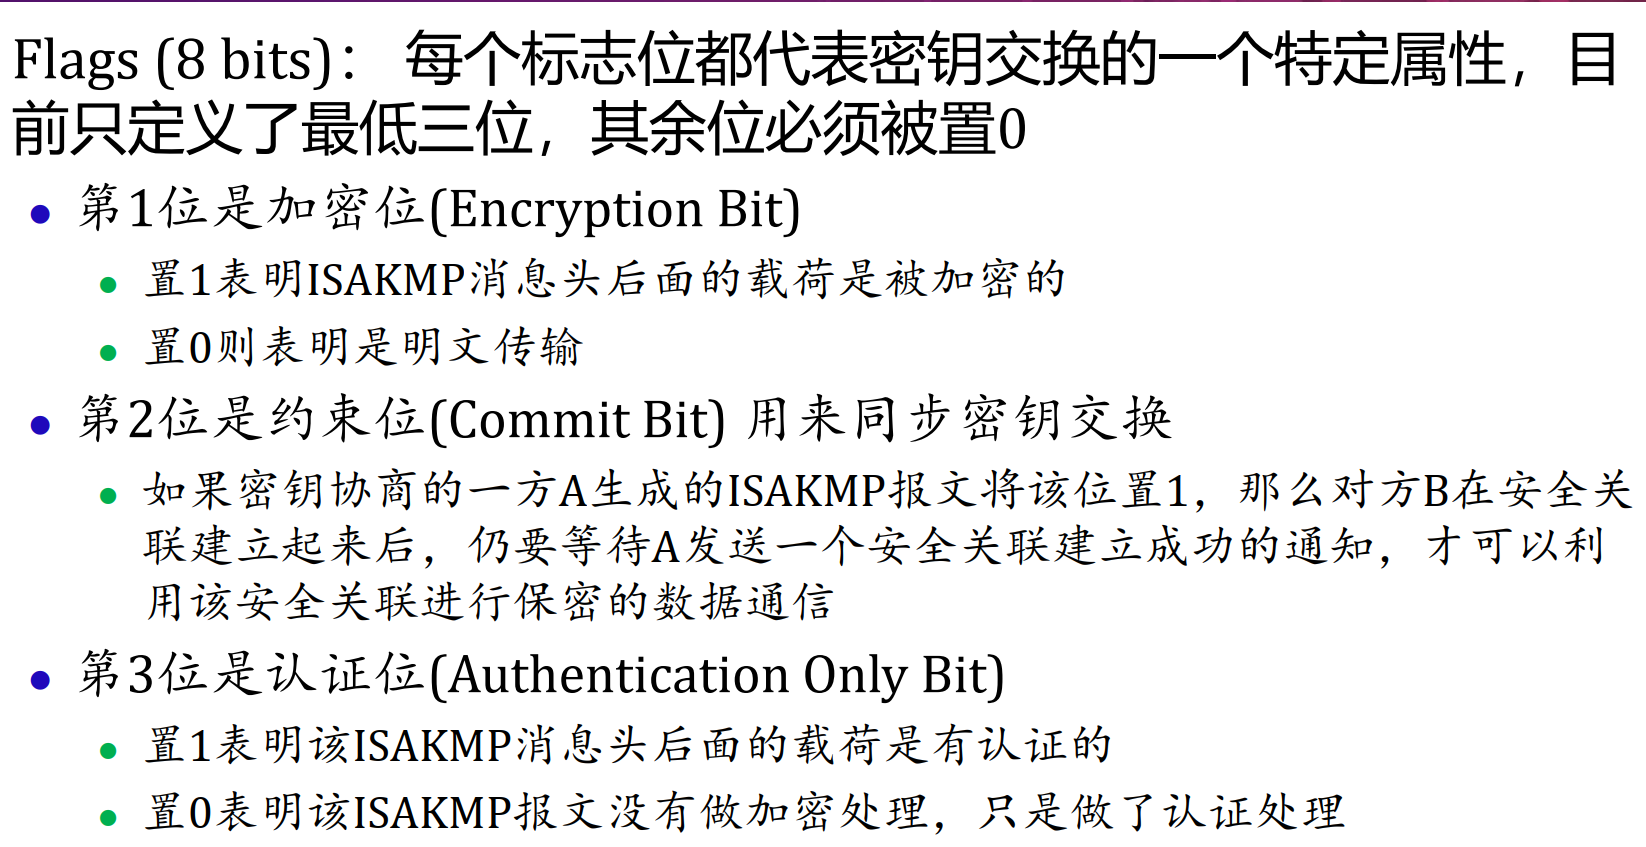 Flags (8 bits)： 每个标志位都代表密钥交换的一个特定属性，目
前只定义了最低三位，其余位必须被置0
• 第1位是加密位(Encryption Bit)
• 置1表明ISAKMP消息头后面的载荷是被加密的
• 置0则表明是明文传输
• 第2位是约束位(Commit Bit) 用来同步密钥交换
• 如果密钥协商的一方A生成的ISAKMP报文将该位置1，那么对方B在安全关
联建立起来后，仍要等待A发送一个安全关联建立成功的通知，才可以利
用该安全关联进行保密的数据通信
• 第3位是认证位(Authentication Only Bit)
• 置1表明该ISAKMP消息头后面的载荷是有认证的
• 置0表明该ISAKMP报文没有做加密处理，只是做了认证处理